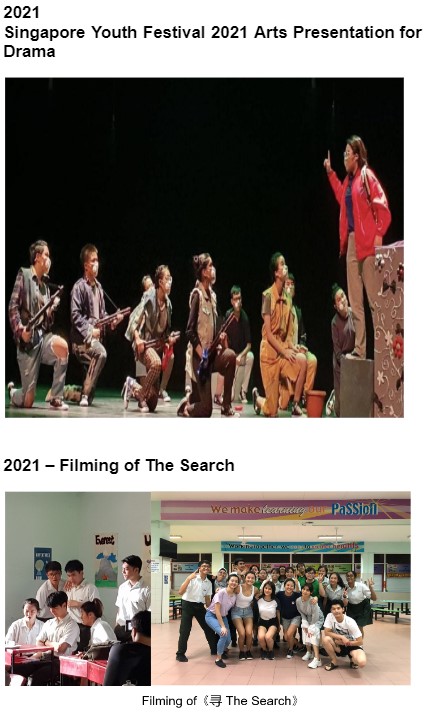 2021
Singapore Youth Festival 2021 Arts Presentation for
Drama
2021 – Filming of The Search
We make learning our Passion
Everest
Filming of《寻 The Search》